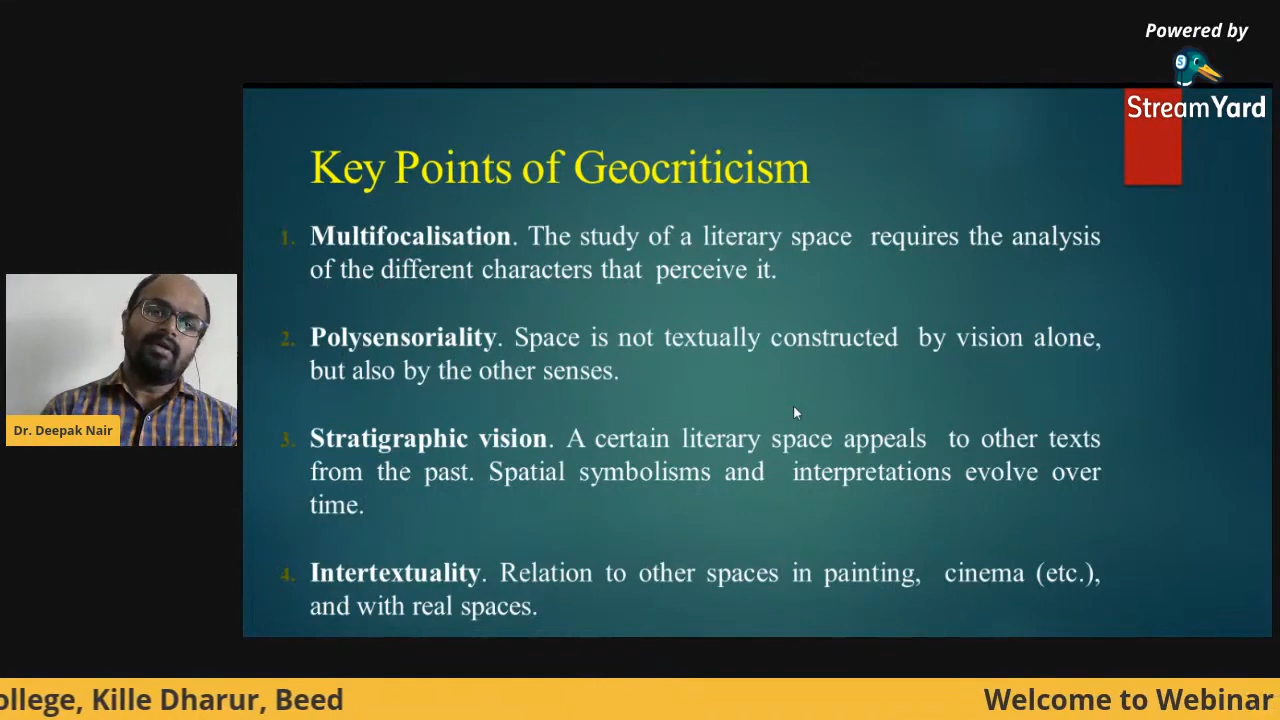 Powered by
StreamYard
Key Points of Geocriticism
1. Multifocalisation. The study of a literary space requires the analysis
of the different characters that perceive it.
2. Polysensoriality. Space is not textually constructed by vision alone,
but also by the other senses.
3. Stratigraphic vision. A certain literary space appeals to other texts
from the past. Spatial symbolisms and interpretations evolve over
time.
4. Intertextuality. Relation to other spaces in painting, cinema (etc.),
and with real spaces.
Dr. Deepak Nair
ollege, Kille Dharur, Beed
Welcome to Webinar